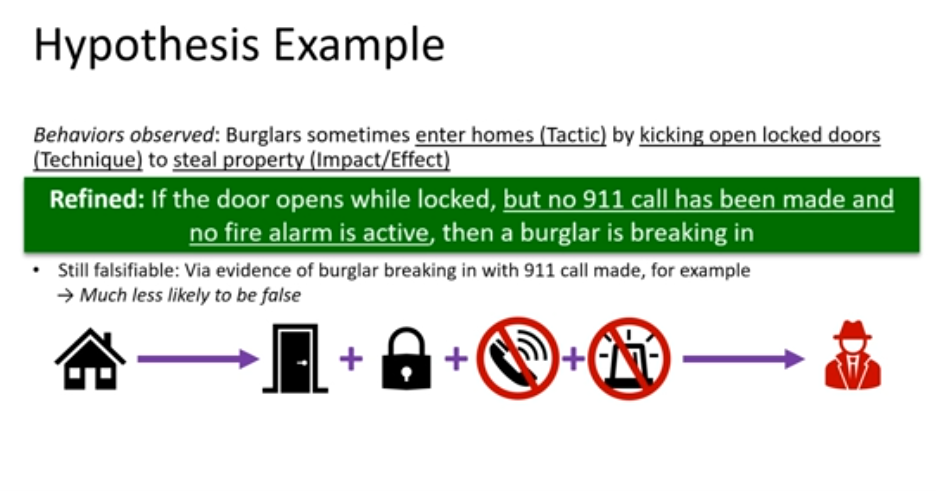 Hypothesis Example
Behaviors observed: Burglars sometimes enter homes (Tactic) by kicking open locked doors
(Technique) to steal property (Impact/Effect)
Refined: If the door opens while locked, but no 911 call has been made and
no fire alarm is active, then a burglar is breaking in
• Still falsifiable: Via evidence of burglar breaking in with 911 call made, for example
→ Much less likely to be false